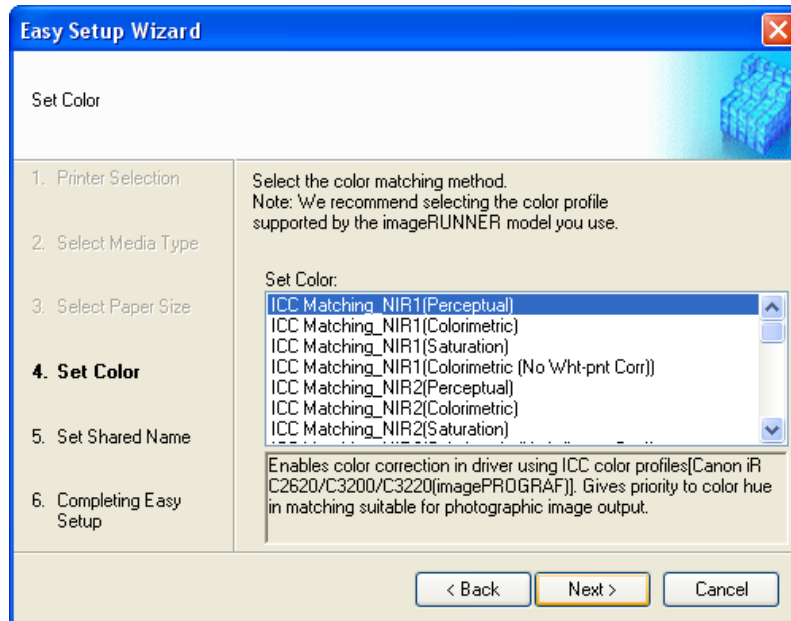 Easy Setup Wizard
Set Color
1. Printer Selection
2. Select Media Type
3. Select Paper Size
4. Set Color
5. Set Shared Name
6. Completing Easy
Setup
Select the color matching method.
Note: We recommend selecting the color profile
supported by the imageRUNNER model you use.
Set Color:
ICC Matching_NIR1(Perceptual)
ICC Matching_NIR1(Colorimetric)
ICC Matching_NIR1(Saturation)
ICC Matching_NIR1(Colorimetric (No Wht-pnt Corr))
ICC Matching_NIR2(Perceptual)
ICC Matching_NIR2(Colorimetric)
ICC Matching_NIR2(Saturation)
Enables color correction in driver using ICC color profiles[Canon iR
C2620/C3200/C3220(imagePROGRAF)]. Gives priority to color hue
in matching suitable for photographic image output.
< Back
Next >
Cancel